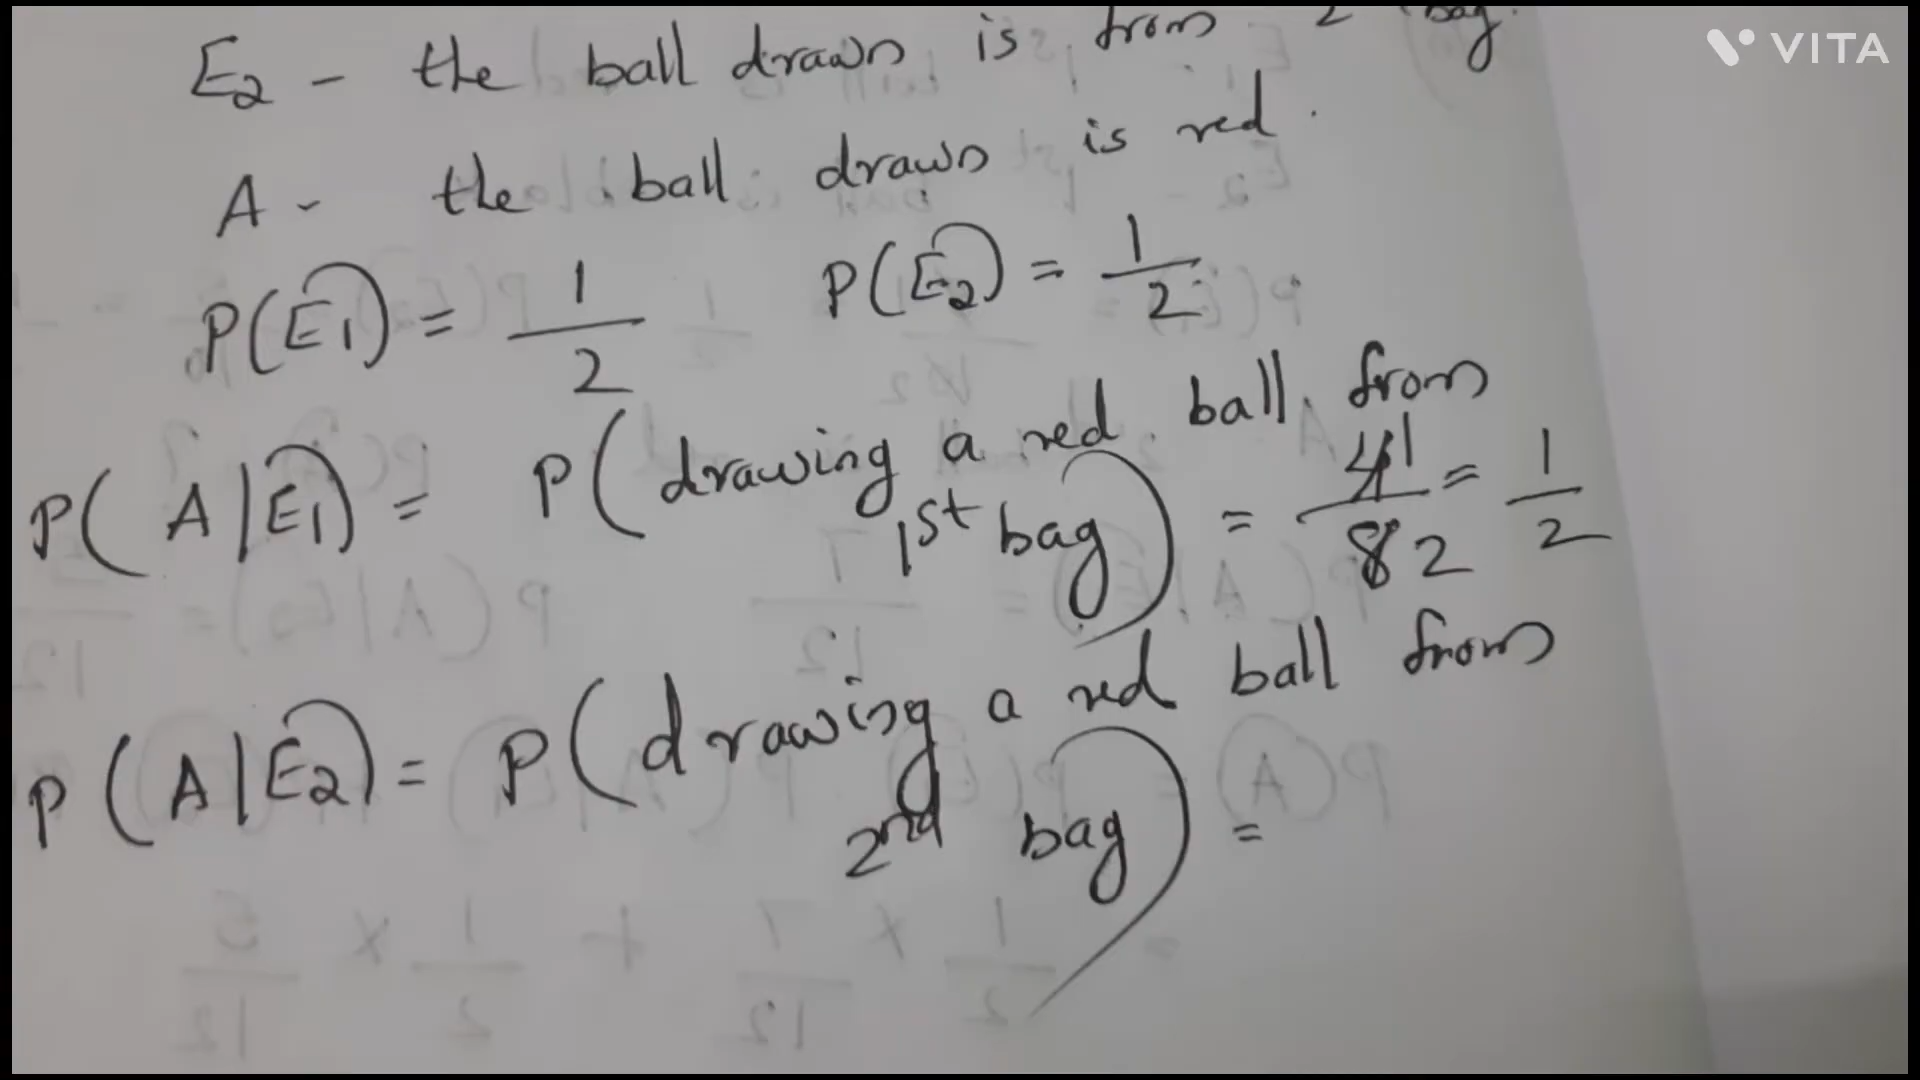 VITA
E2 - the ball drawn is from 2 bag.
A - the ball drawn is red.
P(E1) = 1/2 P(E2) = 1/2
P(A|E1) = P(drawing a red ball from
1st bag) = 4 1/8 2 = 1/2
P(A|E2) = P(drawing a red ball from
2nd bag) =